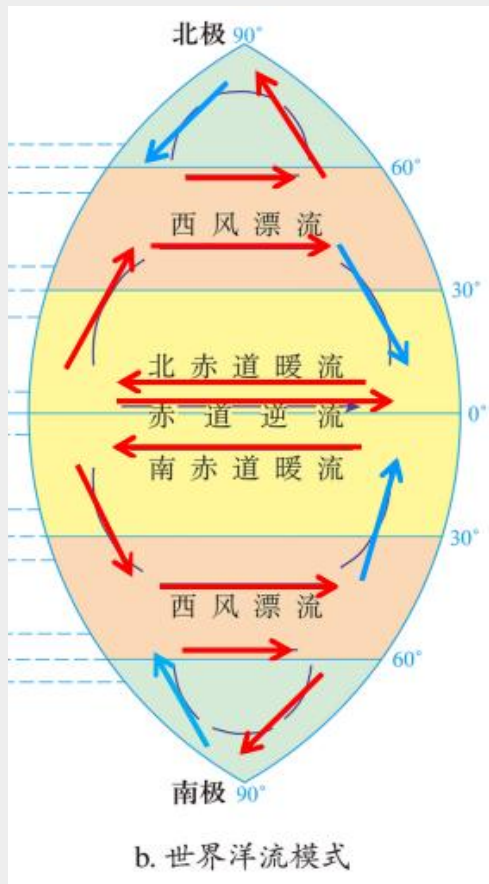 北极 90°
60°
西风漂流
30°
北赤道暖流
赤道逆流 0°
南赤道暖流
30°
西风漂流
60°
南极 90°
b. 世界洋流模式